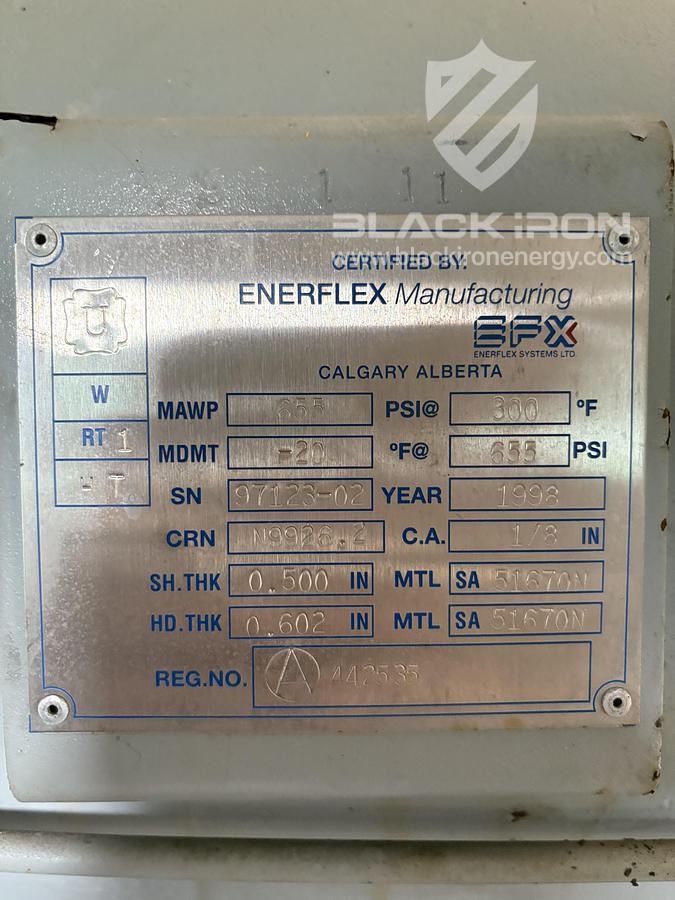 BLACK IRON
www.blackironenergy.com
1 11
CERTIFIED BY:
ENERFLEX Manufacturing
EFX
ENERFLEX SYSTEMS LTD.
CALGARY ALBERTA
U
W
RT 1
HT
MAWP 655 PSI@ 300 ºF
MDMT -20 ºF@ 655 PSI
SN 97123-02 YEAR 1998
CRN N9926.2 C.A. 1/8 IN
SH.THK 0.500 IN MTL SA 51670N
HD.THK 0.602 IN MTL SA 51670N
REG.NO. A 442535